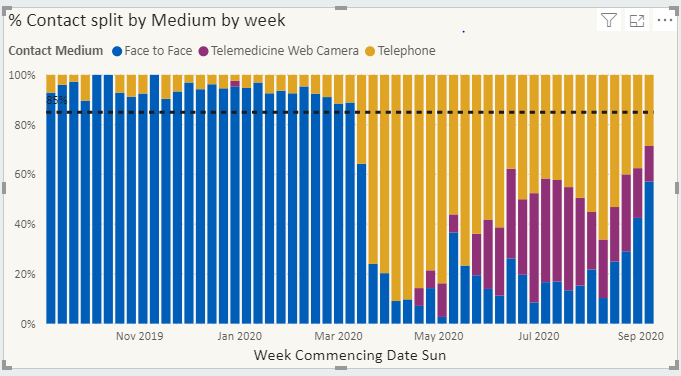 % Contact split by Medium by week
Contact Medium Face to Face Telemedicine Web Camera Telephone
100%
85%
80%
60%
40%
20%
0%
Nov 2019 Jan 2020 Mar 2020 May 2020 Jul 2020 Sep 2020
Week Commencing Date Sun